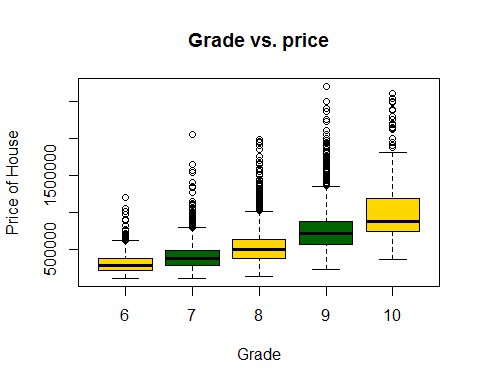 Grade vs. price
Price of House
1500000
500000
6 7 8 9 10
Grade